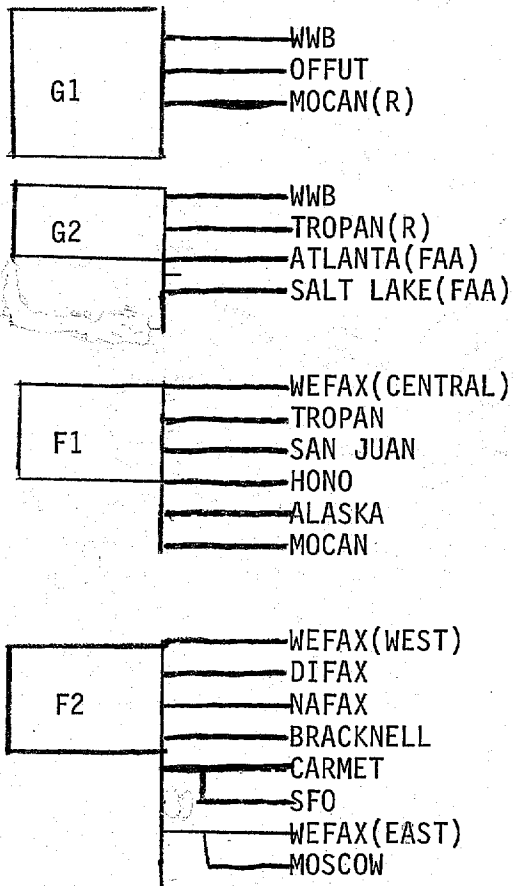 WWB
OFFUT
G1
MOCAN(R)
WWB
G2
TROPAN(R)
ATLANTA(FAA)
SALT LAKE(FAA)
WEFAX(CENTRAL)
TROPAN
F1
SAN JUAN
HONO
ALASKA
MOCAN
WEFAX(WEST)
DIFAX
F2
NAFAX
BRACKNELL
CARMET
SFO
WEFAX(EAST)
MOSCOW